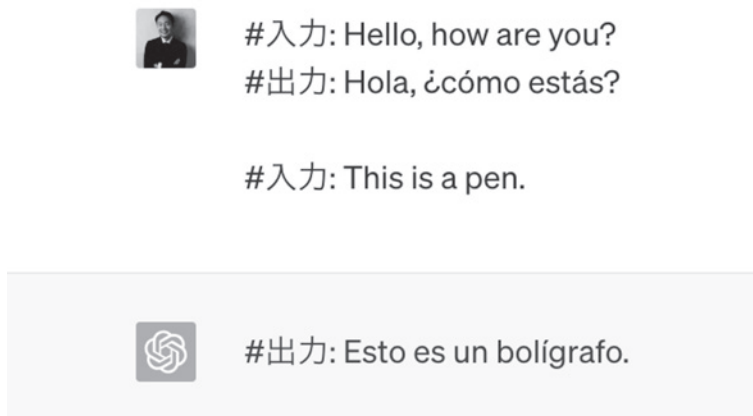 #入力: Hello, how are you?
#出力: Hola, ¿cómo estás?
#入力: This is a pen.
#出力: Esto es un bolígrafo.